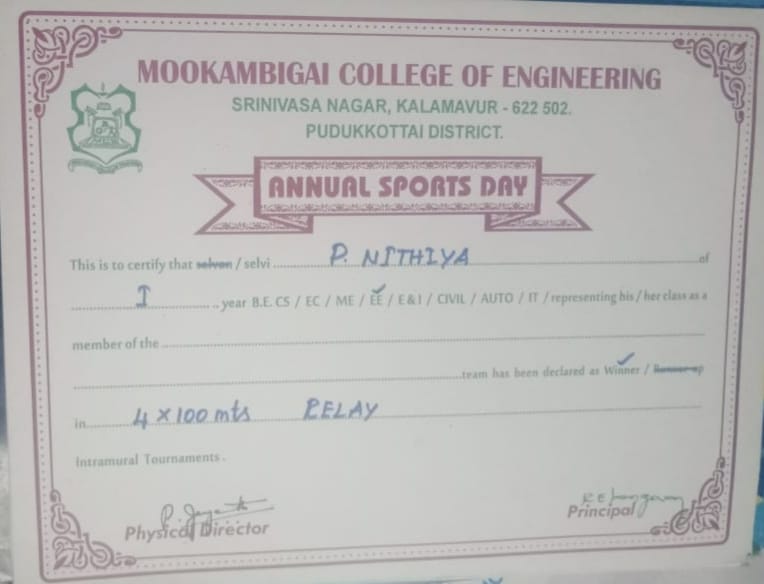 MOOKAMBIGAI COLLEGE OF ENGINEERING
SRINIVASA NAGAR, KALAMAVUR - 622 502.
PUDUKKOTTAI DISTRICT.
ANNUAL SPORTS DAY
This is to certify that selvan / selvi P. NITHIYA of
I year B.E. CS / EC / ME / EE / E & I / CIVIL / AUTO / IT / representing his / her class as a
member of the
team has been declared as Winner / Runner-up
in 4 × 100 mts RELAY
Intramural Tournaments.
Physical Director
Principal